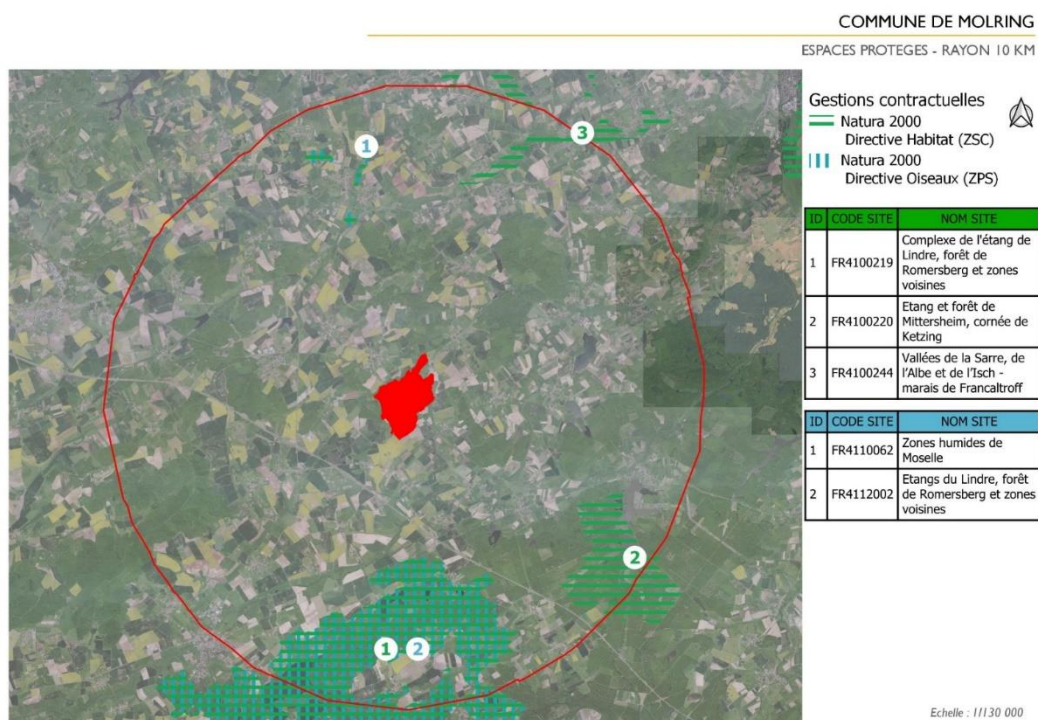 COMMUNE DE MOLRING
ESPACES PROTEGES - RAYON 10 KM
Gestions contractuelles
Natura 2000
Directive Habitat (ZSC)
Natura 2000
Directive Oiseaux (ZPS)
ID CODE SITE NOM SITE
1 FR4100219 Complexe de l'étang de
Lindre, forêt de
Romersberg et zones
voisines
2 FR4100220 Etang et forêt de
Mittersheim, cornée de
Ketzing
3 FR4100244 Vallées de la Sarre, de
l'Albe et de l'Isch -
marais de Francaltroff
ID CODE SITE NOM SITE
1 FR4110062 Zones humides de
Moselle
2 FR4112002 Etangs du Lindre, forêt
de Romersberg et zones
voisines
3
1
2
1 2
Echelle : 1/130 000